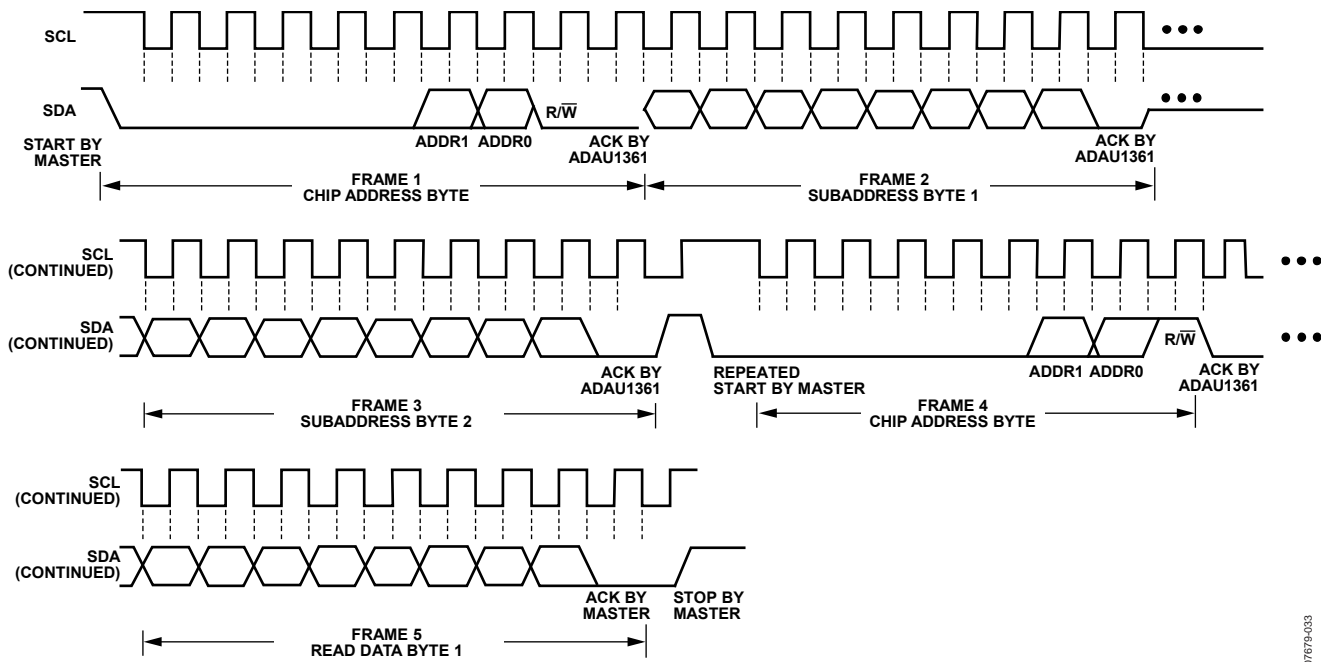 SCL
SDA
R/W̅
START BY
MASTER
ADDR1 ADDR0
ACK BY
ADAU1361
ACK BY
ADAU1361
FRAME 1
CHIP ADDRESS BYTE
FRAME 2
SUBADDRESS BYTE 1
SCL
(CONTINUED)
SDA
(CONTINUED)
R/W̅
ACK BY
ADAU1361
REPEATED
START BY MASTER
ADDR1 ADDR0
ACK BY
ADAU1361
FRAME 3
SUBADDRESS BYTE 2
FRAME 4
CHIP ADDRESS BYTE
SCL
(CONTINUED)
SDA
(CONTINUED)
ACK BY
MASTER
STOP BY
MASTER
FRAME 5
READ DATA BYTE 1
07679-033